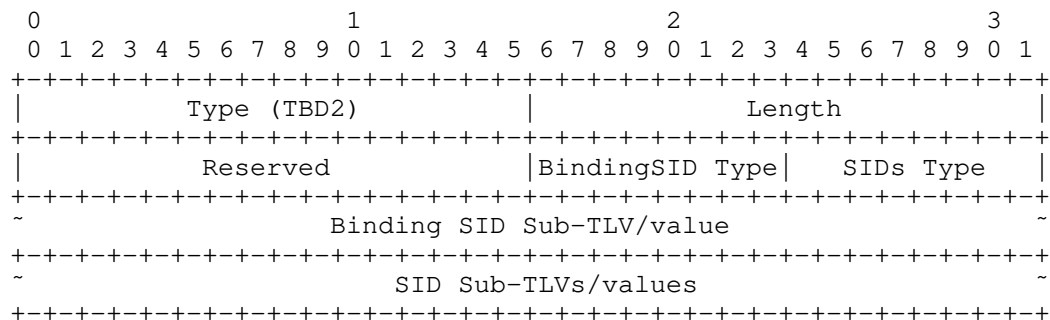 0                   1                   2                   3
 0 1 2 3 4 5 6 7 8 9 0 1 2 3 4 5 6 7 8 9 0 1 2 3 4 5 6 7 8 9 0 1
+-+-+-+-+-+-+-+-+-+-+-+-+-+-+-+-+-+-+-+-+-+-+-+-+-+-+-+-+-+-+-+-+
|          Type (TBD2)          |             Length            |
+-+-+-+-+-+-+-+-+-+-+-+-+-+-+-+-+-+-+-+-+-+-+-+-+-+-+-+-+-+-+-+-+
|           Reserved            |BindingSID Type|   SIDs Type   |
+-+-+-+-+-+-+-+-+-+-+-+-+-+-+-+-+-+-+-+-+-+-+-+-+-+-+-+-+-+-+-+-+
~                   Binding SID Sub-TLV/value                   ~
+-+-+-+-+-+-+-+-+-+-+-+-+-+-+-+-+-+-+-+-+-+-+-+-+-+-+-+-+-+-+-+-+
~                       SID Sub-TLVs/values                     ~
+-+-+-+-+-+-+-+-+-+-+-+-+-+-+-+-+-+-+-+-+-+-+-+-+-+-+-+-+-+-+-+-+